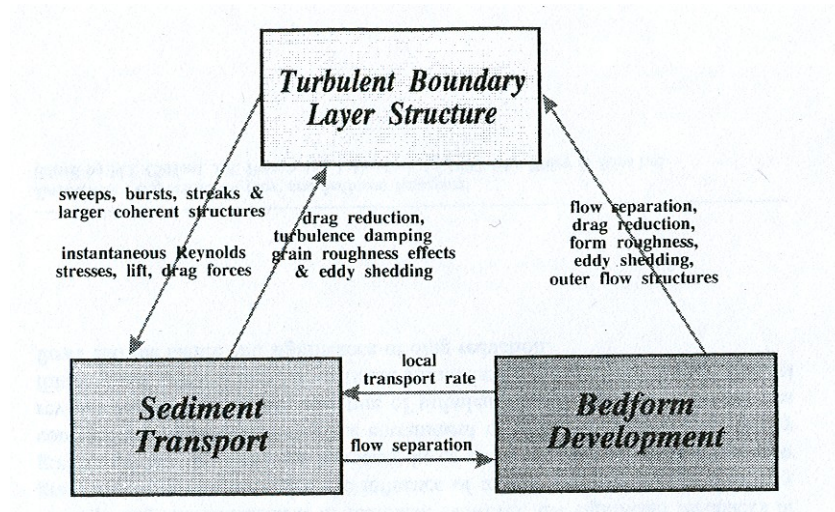 Turbulent Boundary
Layer Structure
sweeps, bursts, streaks &
larger coherent structures
instantaneous Reynolds
stresses, lift, drag forces
drag reduction,
turbulence damping
grain roughness effects
& eddy shedding
flow separation,
drag reduction,
form roughness,
eddy shedding,
outer flow structures
Sediment
Transport
local
transport rate
flow separation
Bedform
Development